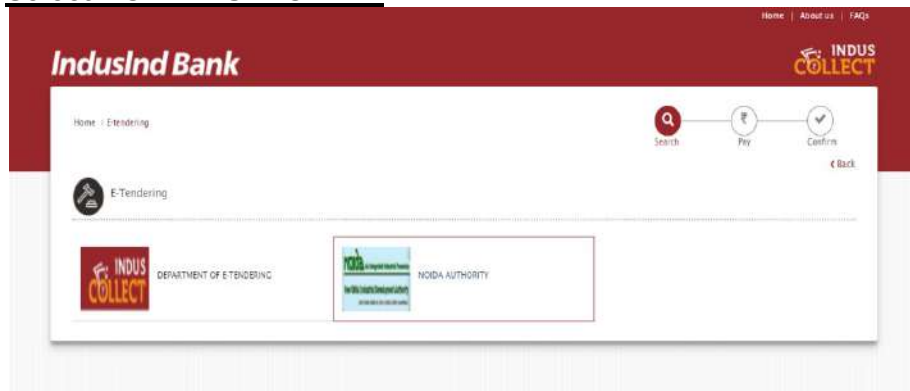 Home | About us | FAQs
IndusInd Bank
INDUS
COLLECT
Home > E-tendering
Search
Pay
Confirm
< Back
E-Tendering
INDUS
COLLECT
DEPARTMENT OF E-TENDERING
noida
NOIDA AUTHORITY